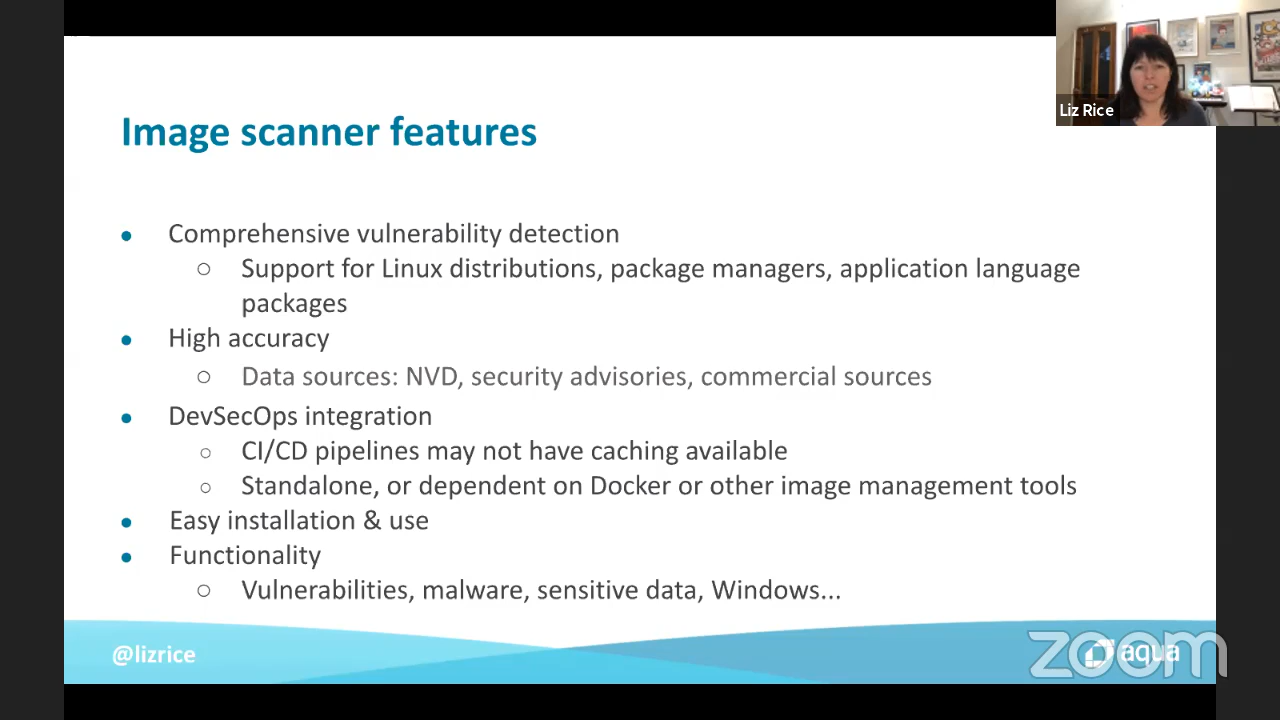 Liz Rice
Image scanner features
● Comprehensive vulnerability detection
○ Support for Linux distributions, package managers, application language
packages
● High accuracy
○ Data sources: NVD, security advisories, commercial sources
● DevSecOps integration
○ CI/CD pipelines may not have caching available
○ Standalone, or dependent on Docker or other image management tools
● Easy installation & use
● Functionality
○ Vulnerabilities, malware, sensitive data, Windows...
@lizrice
aqua
zoom